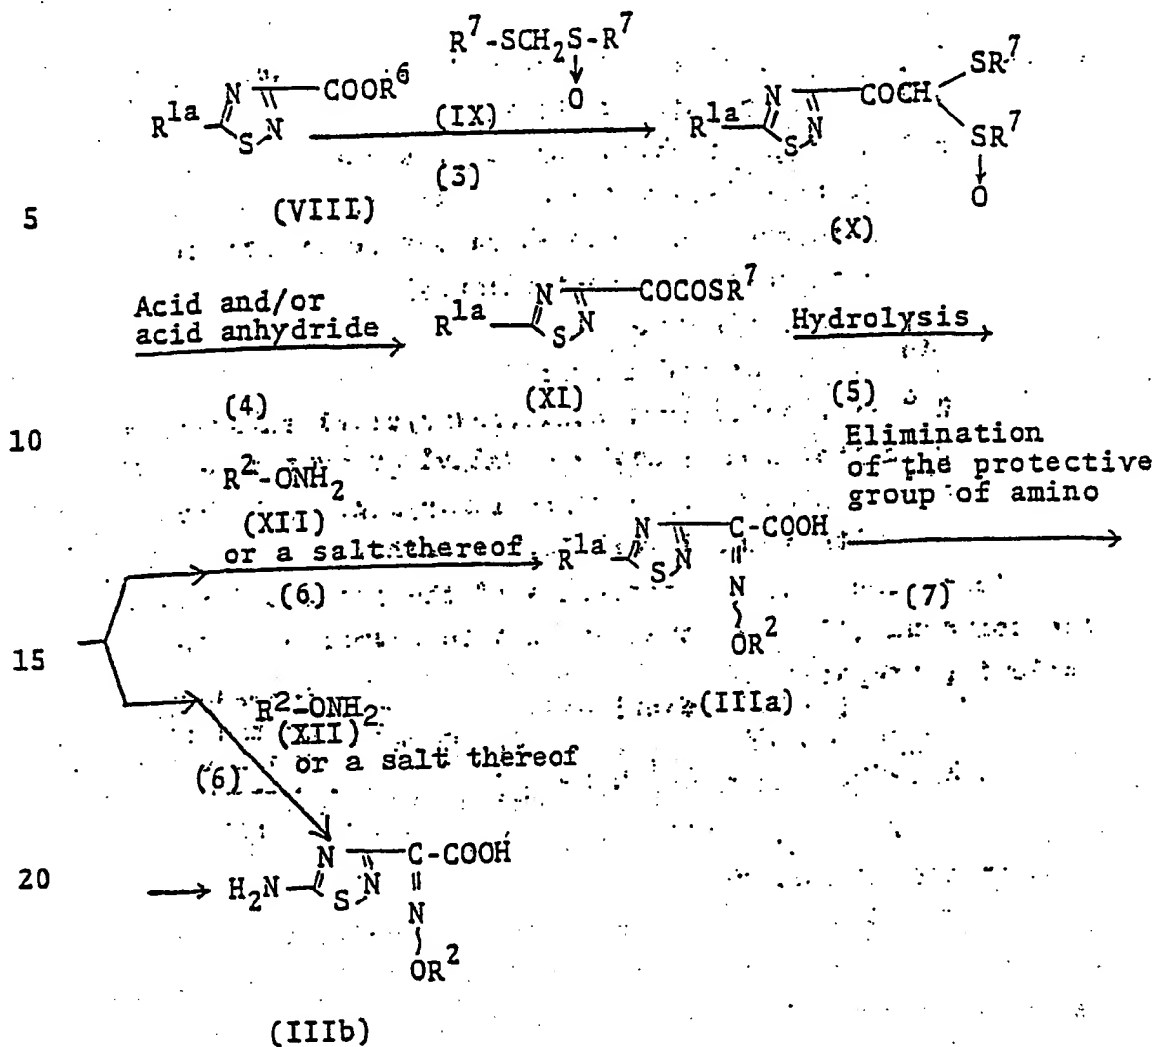 R⁷-SCH₂S-R⁷
↓
O
SR⁷
N
COOR⁶
N
COCH
R¹ᵃ
N
(IX)
R¹ᵃ
N
SR⁷
S
(3)
S
↓
O
5
(VIII)
(X)
Acid and/or
acid anhydride
R¹ᵃ
N
COCOSR⁷
S
N
Hydrolysis
(4)
(XI)
(5)
10
R²-ONH₂
(XII)
or a salt thereof
(6)
Elimination
of the protective
group of amino
R¹ᵃ
N
C-COOH
S
N
N
OR²
(7)
15
(IIIa)
R²-ONH₂
(XII)
or a salt thereof
(6)
20
H₂N
N
C-COOH
S
N
N
OR²
(IIIb)